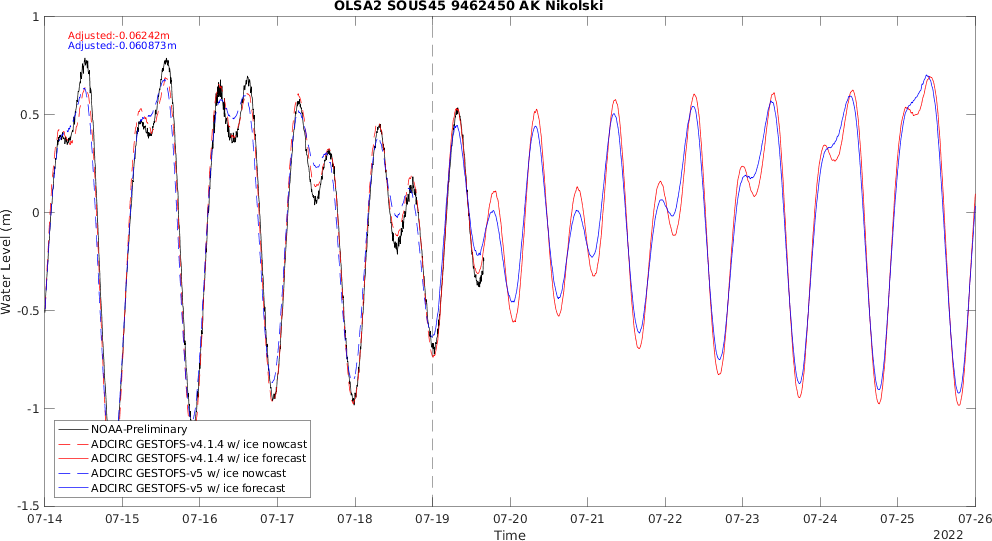 OLSA2 SOUS45 9462450 AK Nikolski
Adjusted:-0.06242m
Adjusted:-0.060873m
Water Level (m)
1
0.5
0
-0.5
-1
-1.5
NOAA-Preliminary
ADCIRC GESTOFS-v4.1.4 w/ ice nowcast
ADCIRC GESTOFS-v4.1.4 w/ ice forecast
ADCIRC GESTOFS-v5 w/ ice nowcast
ADCIRC GESTOFS-v5 w/ ice forecast
07-14 07-15 07-16 07-17 07-18 07-19 07-20 07-21 07-22 07-23 07-24 07-25 07-26
Time
2022